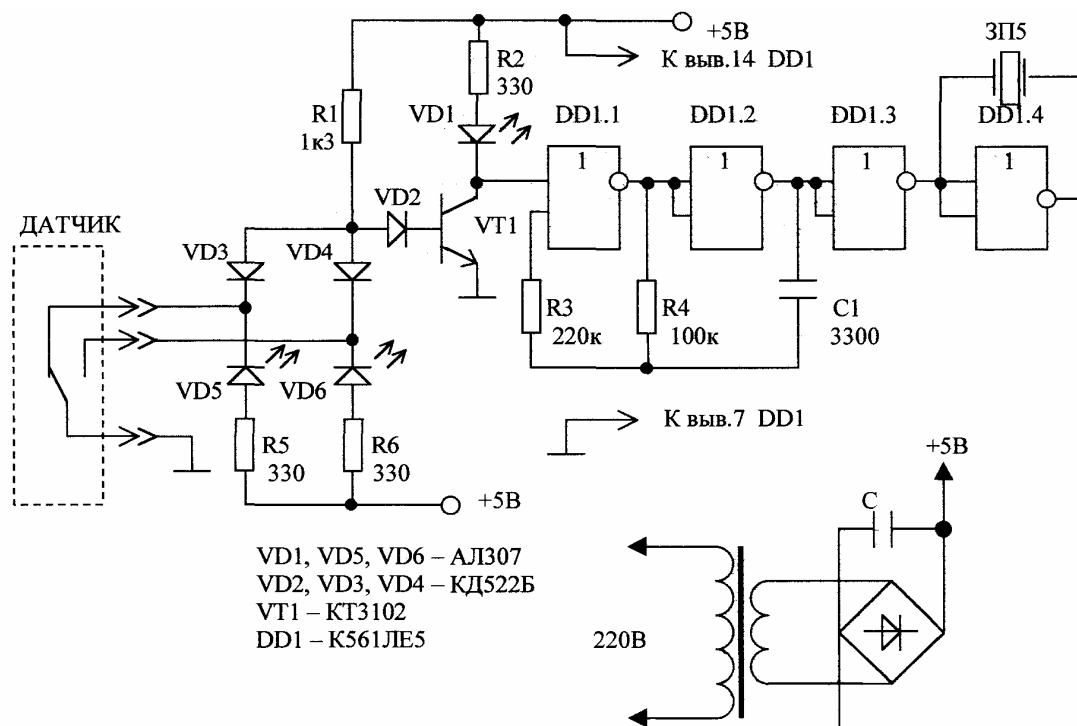 +5В
К выв.14 DD1
ЗП5
R2
330
R1
1к3
VD1
DD1.1
DD1.2
DD1.3
DD1.4
1
1
1
1
VD2
VT1
ДАТЧИК
VD3
VD4
R3
220к
R4
100к
C1
3300
VD5
VD6
К выв.7 DD1
R5
330
R6
330
+5В
+5В
С
VD1, VD5, VD6 – АЛ307
VD2, VD3, VD4 – КД522Б
VT1 – КТ3102
DD1 – К561ЛЕ5
220В